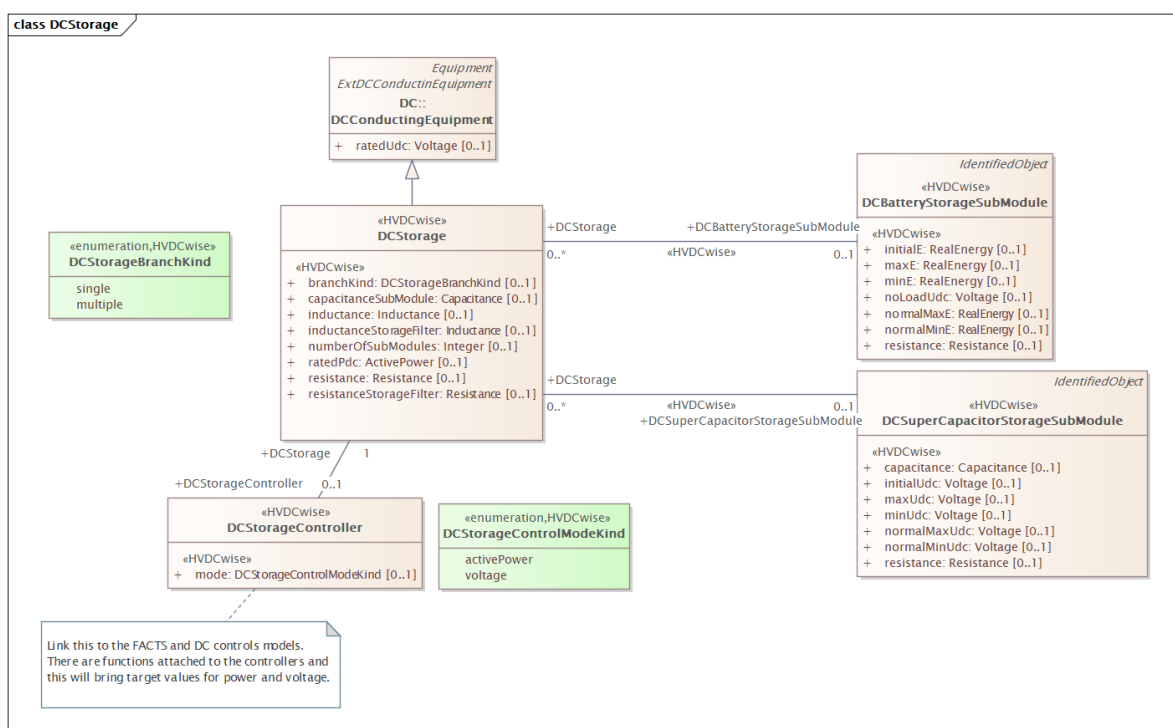 class DCStorage
Equipment
ExtDCConductinEquipment
DC::
DCConductingEquipment
+ ratedUdc: Voltage [0..1]
«enumeration,HVDCwise»
DCStorageBranchKind
single
multiple
«HVDCwise»
DCStorage
«HVDCwise»
+ branchKind: DCStorageBranchKind [0..1]
+ capacitanceSubModule: Capacitance [0..1]
+ inductance: Inductance [0..1]
+ inductanceStorageFilter: Inductance [0..1]
+ numberOfSubModules: Integer [0..1]
+ ratedPdc: ActivePower [0..1]
+ resistance: Resistance [0..1]
+ resistanceStorageFilter: Resistance [0..1]
+DCStorage +DCBatteryStorageSubModule
0..* «HVDCwise» 0..1
IdentifiedObject
«HVDCwise»
DCBatteryStorageSubModule
«HVDCwise»
+ initialE: RealEnergy [0..1]
+ maxE: RealEnergy [0..1]
+ minE: RealEnergy [0..1]
+ noLoadUdc: Voltage [0..1]
+ normalMaxE: RealEnergy [0..1]
+ normalMinE: RealEnergy [0..1]
+ resistance: Resistance [0..1]
+DCStorage
0..* «HVDCwise» 0..1
+DCSuperCapacitorStorageSubModule
IdentifiedObject
«HVDCwise»
DCSuperCapacitorStorageSubModule
«HVDCwise»
+ capacitance: Capacitance [0..1]
+ initialUdc: Voltage [0..1]
+ maxUdc: Voltage [0..1]
+ minUdc: Voltage [0..1]
+ normalMaxUdc: Voltage [0..1]
+ normalMinUdc: Voltage [0..1]
+ resistance: Resistance [0..1]
+DCStorage 1
+DCStorageController 0..1
«HVDCwise»
DCStorageController
«HVDCwise»
+ mode: DCStorageControlModeKind [0..1]
«enumeration,HVDCwise»
DCStorageControlModeKind
activePower
voltage
Link this to the FACTS and DC controls models.
There are functions attached to the controllers and
this will bring target values for power and voltage.